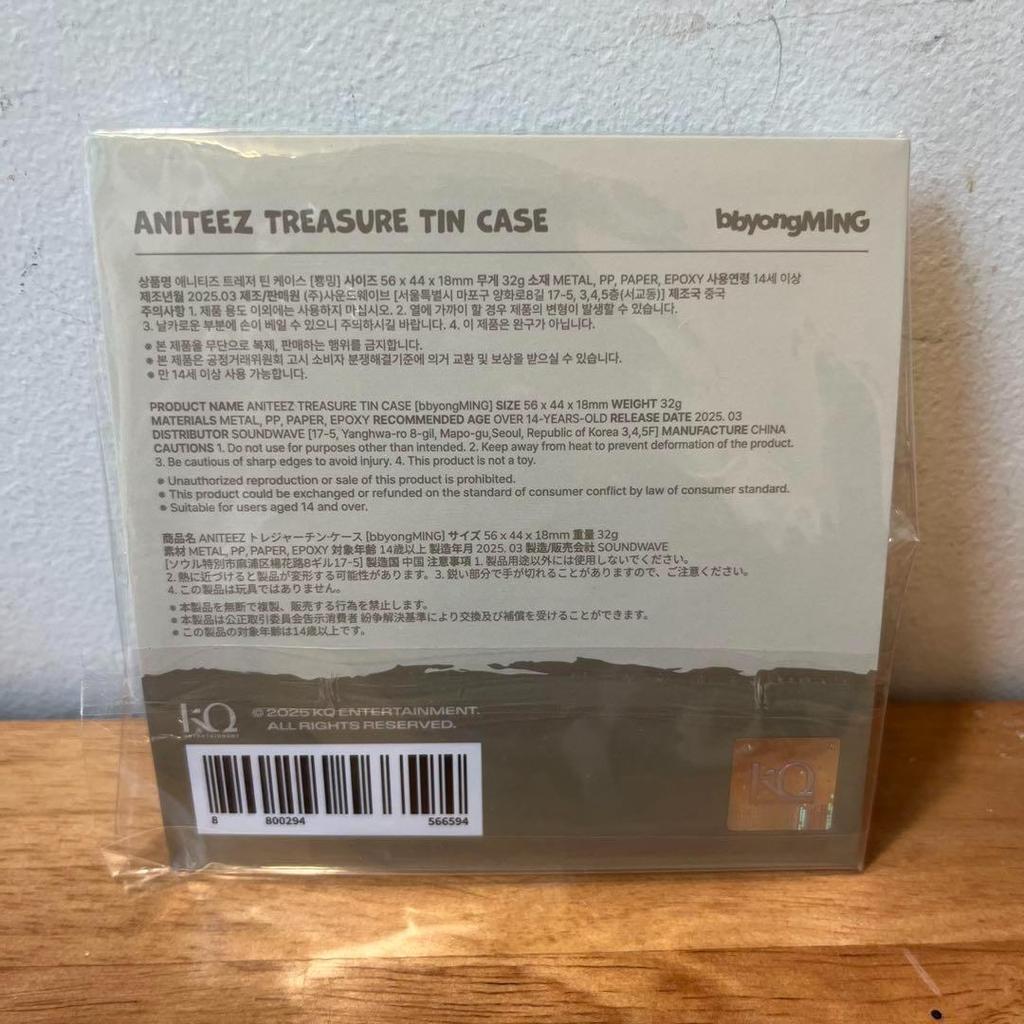 ANITEEZ TREASURE TIN CASE
bbyongMING
상품명 애니티즈 트레저 틴 케이스 [뿅밍] 사이즈 56 x 44 x 18mm 무게 32g 소재 METAL, PP, PAPER, EPOXY 사용연령 14세 이상
제조년월 2025.03 제조/판매원 (주)사운드웨이브 [서울특별시 마포구 양화로8길 17-5, 3,4,5층(서교동)] 제조국 중국
주의사항 1. 제품 용도 이외에는 사용하지 마십시오. 2. 열에 가까이 할 경우 제품의 변형이 발생할 수 있습니다.
3. 날카로운 부분에 손이 베일 수 있으니 주의하시길 바랍니다. 4. 이 제품은 완구가 아닙니다.
● 본 제품을 무단으로 복제, 판매하는 행위를 금지합니다.
● 본 제품은 공정거래위원회 고시 소비자 분쟁해결기준에 의거 교환 및 보상을 받으실 수 있습니다.
● 만 14세 이상 사용 가능합니다.
PRODUCT NAME ANITEEZ TREASURE TIN CASE [bbyongMING] SIZE 56 x 44 x 18mm WEIGHT 32g
MATERIALS METAL, PP, PAPER, EPOXY RECOMMENDED AGE OVER 14-YEARS-OLD RELEASE DATE 2025. 03
DISTRIBUTOR SOUNDWAVE [17-5, Yanghwa-ro 8-gil, Mapo-gu,Seoul, Republic of Korea 3,4,5F] MANUFACTURE CHINA
CAUTIONS 1. Do not use for purposes other than intended. 2. Keep away from heat to prevent deformation of the product.
3. Be cautious of sharp edges to avoid injury. 4. This product is not a toy.
● Unauthorized reproduction or sale of this product is prohibited.
● This product could be exchanged or refunded on the standard of consumer conflict by law of consumer standard.
● Suitable for users aged 14 and over.
商品名 ANITEEZ トレジャーチン・ケース [bbyongMING] サイズ 56 x 44 x 18mm 重量 32g
素材 METAL, PP, PAPER, EPOXY 対象年齢 14歳以上 製造年月 2025. 03 製造/販売会社 SOUNDWAVE
[ソウル特別市麻浦区楊花路8ギル17-5] 製造国 中国 注意事項 1. 製品用途以外には使用しないでください。
2. 熱に近づけると製品が変形する可能性があります。3. 鋭い部分で手が切れることがありますので、ご注意ください。
4. この製品は玩具ではありません。
● 本製品を無断で複製、販売する行為を禁止します。
● 本製品は公正取引委員会告示消費者 紛争解決基準により交換及び補償を受けることができます。
● この製品の対象年齢は14歳以上です。
KQ
ENTERTAINMENT
© 2025 KQ ENTERTAINMENT.
ALL RIGHTS RESERVED.
8 800294 566594
KQ